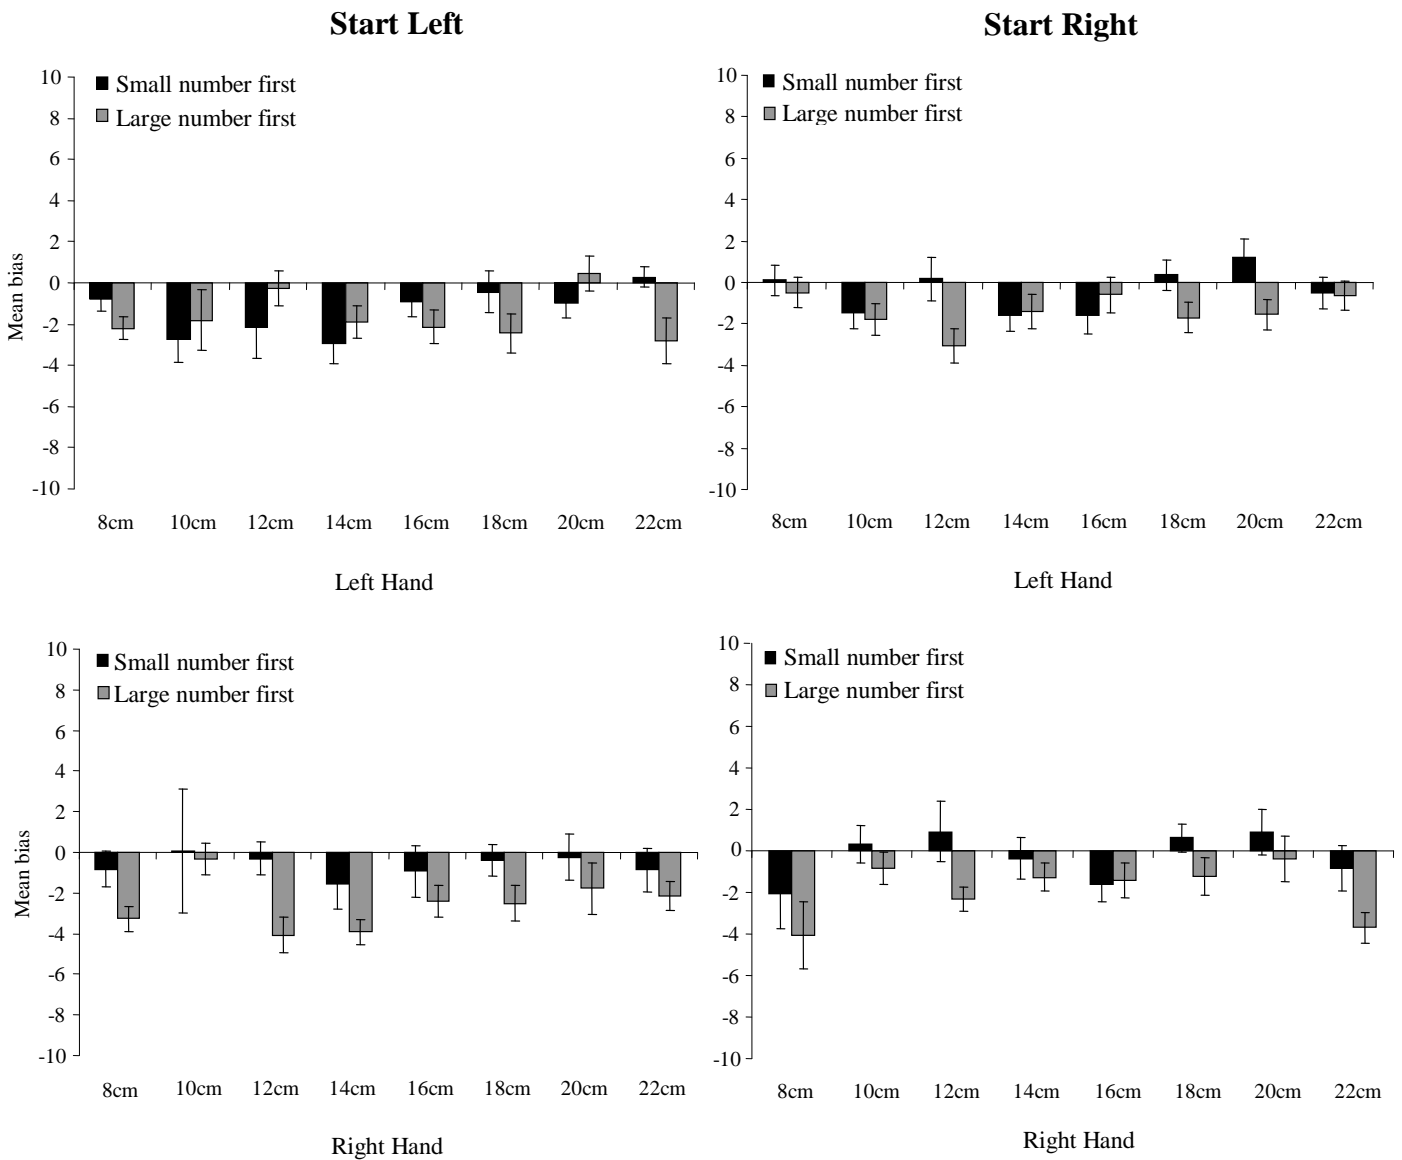 Start Left
Start Right
10
8
6
4
2
0
-2
-4
-6
-8
-10
Mean bias
Small number first
Large number first
8cm 10cm 12cm 14cm 16cm 18cm 20cm 22cm
Left Hand
10
8
6
4
2
0
-2
-4
-6
-8
-10
Small number first
Large number first
8cm 10cm 12cm 14cm 16cm 18cm 20cm 22cm
Left Hand
10
8
6
4
2
0
-2
-4
-6
-8
-10
Mean bias
Small number first
Large number first
8cm 10cm 12cm 14cm 16cm 18cm 20cm 22cm
Right Hand
10
8
6
4
2
0
-2
-4
-6
-8
-10
Small number first
Large number first
8cm 10cm 12cm 14cm 16cm 18cm 20cm 22cm
Right Hand